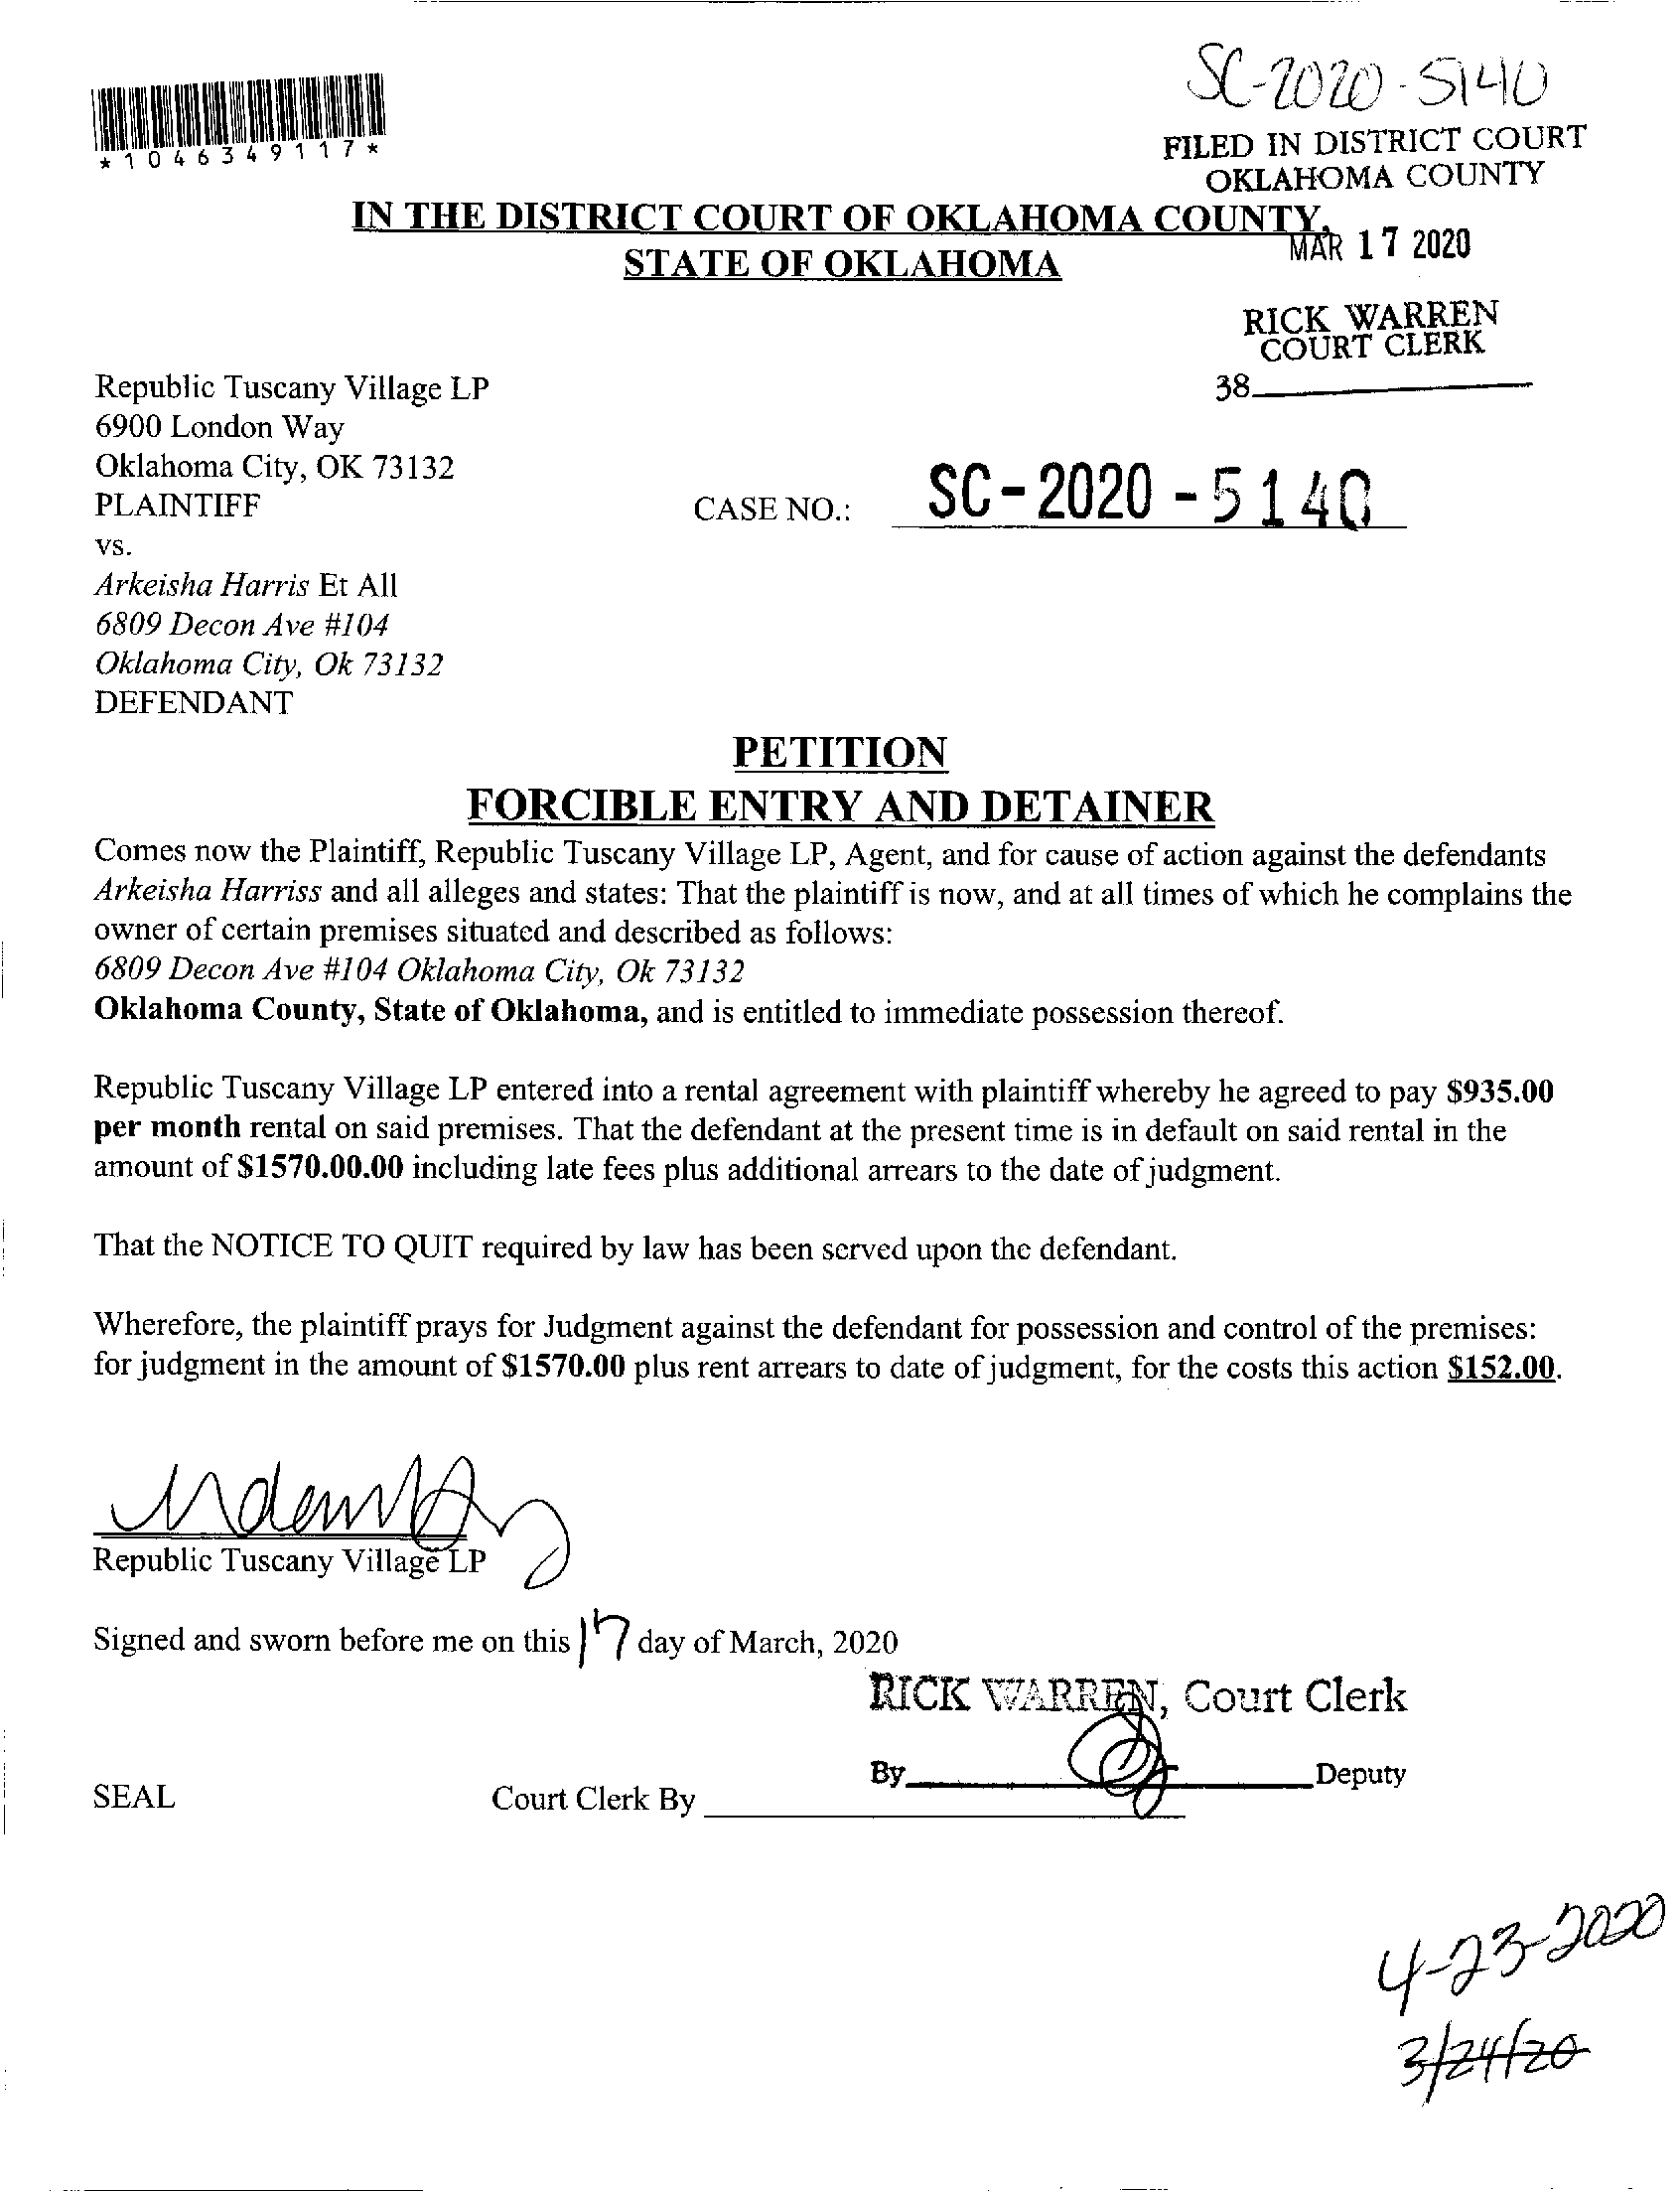 SC-2020-5140
*1046349117*
FILED IN DISTRICT COURT
OKLAHOMA COUNTY
IN THE DISTRICT COURT OF OKLAHOMA COUNTY,
STATE OF OKLAHOMA
MAR 17 2020
RICK WARREN
COURT CLERK
38
Republic Tuscany Village LP
6900 London Way
Oklahoma City, OK 73132
PLAINTIFF
CASE NO.: SC-2020-5140
vs.
Arkeisha Harris Et All
6809 Decon Ave #104
Oklahoma City, Ok 73132
DEFENDANT
PETITION
FORCIBLE ENTRY AND DETAINER
Comes now the Plaintiff, Republic Tuscany Village LP, Agent, and for cause of action against the defendants
Arkeisha Harriss and all alleges and states: That the plaintiff is now, and at all times of which he complains the
owner of certain premises situated and described as follows:
6809 Decon Ave #104 Oklahoma City, Ok 73132
Oklahoma County, State of Oklahoma, and is entitled to immediate possession thereof.
Republic Tuscany Village LP entered into a rental agreement with plaintiff whereby he agreed to pay $935.00
per month rental on said premises. That the defendant at the present time is in default on said rental in the
amount of $1570.00.00 including late fees plus additional arrears to the date of judgment.
That the NOTICE TO QUIT required by law has been served upon the defendant.
Wherefore, the plaintiff prays for Judgment against the defendant for possession and control of the premises:
for judgment in the amount of $1570.00 plus rent arrears to date of judgment, for the costs this action $152.00.
Republic Tuscany Village LP
Signed and sworn before me on this 17 day of March, 2020
RICK WARREN, Court Clerk
By Deputy
SEAL Court Clerk By
4-23-2020
3/24/20